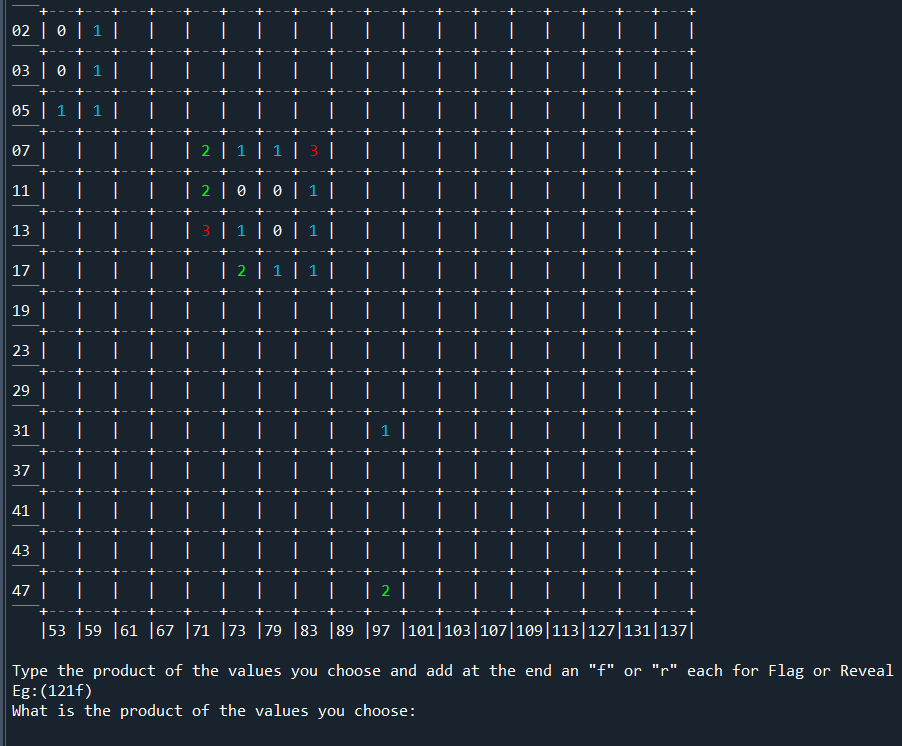 +---+---+---+---+---+---+---+---+---+---+---+---+---+---+---+---+---+---+
02 | 0 | 1 |   |   |   |   |   |   |   |   |   |   |   |   |   |   |   |   |
+---+---+---+---+---+---+---+---+---+---+---+---+---+---+---+---+---+---+
03 | 0 | 1 |   |   |   |   |   |   |   |   |   |   |   |   |   |   |   |   |
+---+---+---+---+---+---+---+---+---+---+---+---+---+---+---+---+---+---+
05 | 1 | 1 |   |   |   |   |   |   |   |   |   |   |   |   |   |   |   |   |
+---+---+---+---+---+---+---+---+---+---+---+---+---+---+---+---+---+---+
07 |   |   |   |   | 2 | 1 | 1 | 3 |   |   |   |   |   |   |   |   |   |   |
+---+---+---+---+---+---+---+---+---+---+---+---+---+---+---+---+---+---+
11 |   |   |   |   | 2 | 0 | 0 | 1 |   |   |   |   |   |   |   |   |   |   |
+---+---+---+---+---+---+---+---+---+---+---+---+---+---+---+---+---+---+
13 |   |   |   |   | 3 | 1 | 0 | 1 |   |   |   |   |   |   |   |   |   |   |
+---+---+---+---+---+---+---+---+---+---+---+---+---+---+---+---+---+---+
17 |   |   |   |   |   | 2 | 1 | 1 |   |   |   |   |   |   |   |   |   |   |
+---+---+---+---+---+---+---+---+---+---+---+---+---+---+---+---+---+---+
19 |   |   |   |   |   |   |   |   |   |   |   |   |   |   |   |   |   |   |
+---+---+---+---+---+---+---+---+---+---+---+---+---+---+---+---+---+---+
23 |   |   |   |   |   |   |   |   |   |   |   |   |   |   |   |   |   |   |
+---+---+---+---+---+---+---+---+---+---+---+---+---+---+---+---+---+---+
29 |   |   |   |   |   |   |   |   |   |   |   |   |   |   |   |   |   |   |
+---+---+---+---+---+---+---+---+---+---+---+---+---+---+---+---+---+---+
31 |   |   |   |   |   |   |   |   |   | 1 |   |   |   |   |   |   |   |   |
+---+---+---+---+---+---+---+---+---+---+---+---+---+---+---+---+---+---+
37 |   |   |   |   |   |   |   |   |   |   |   |   |   |   |   |   |   |   |
+---+---+---+---+---+---+---+---+---+---+---+---+---+---+---+---+---+---+
41 |   |   |   |   |   |   |   |   |   |   |   |   |   |   |   |   |   |   |
+---+---+---+---+---+---+---+---+---+---+---+---+---+---+---+---+---+---+
43 |   |   |   |   |   |   |   |   |   |   |   |   |   |   |   |   |   |   |
+---+---+---+---+---+---+---+---+---+---+---+---+---+---+---+---+---+---+
47 |   |   |   |   |   |   |   |   |   | 2 |   |   |   |   |   |   |   |   |
+---+---+---+---+---+---+---+---+---+---+---+---+---+---+---+---+---+---+
|53 |59 |61 |67 |71 |73 |79 |83 |89 |97 |101|103|107|109|113|127|131|137|
Type the product of the values you choose and add at the end an "f" or "r" each for Flag or Reveal
Eg:(121f)
What is the product of the values you choose: